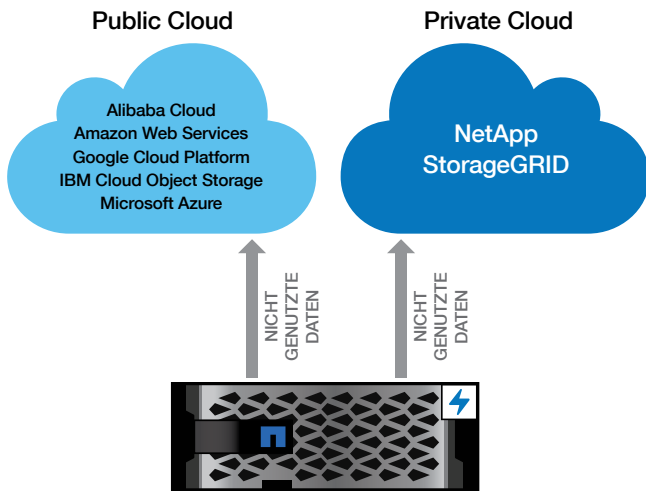 Public Cloud
Private Cloud
Alibaba Cloud
Amazon Web Services
Google Cloud Platform
IBM Cloud Object Storage
Microsoft Azure
NetApp
StorageGRID
NICHT
GENUTZTE
DATEN
NICHT
GENUTZTE
DATEN